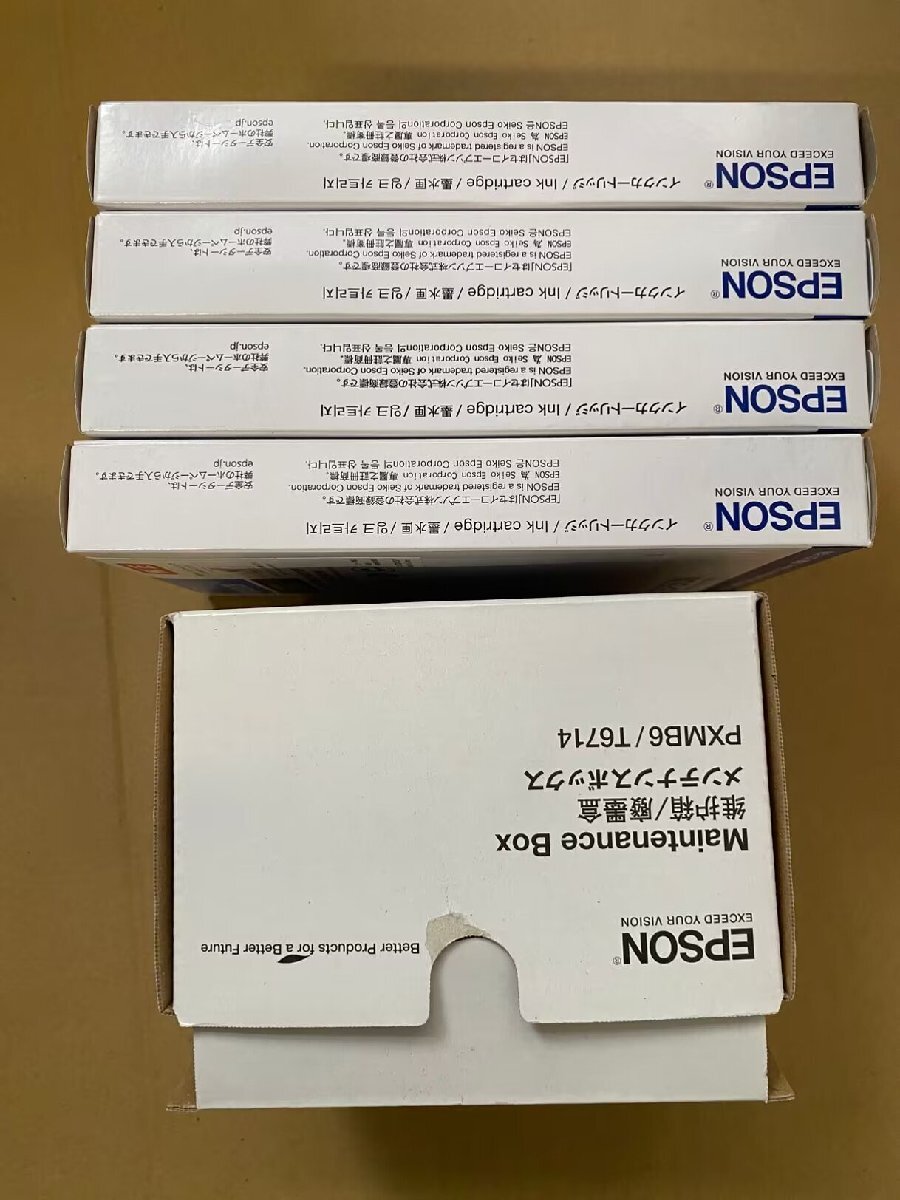 EPSON®
EXCEED YOUR VISION
Better Products for a Better Future
Maintenance Box
维护箱/廢墨盒
メンテナンスボックス
PXMB6/T6714
EPSON®
EXCEED YOUR VISION
インクカートリッジ / Ink cartridge / 墨水匣 / 잉크 카트리지
「EPSON」はセイコーエプソン株式会社の登録商標です。
EPSON is a registered trademark of Seiko Epson Corporation.
EPSON 為 Seiko Epson Corporation 專屬之註冊商標。
EPSON은 Seiko Epson Corporation의 등록 상표입니다.
安全データシートは、
弊社のホームページから入手できます。
epson.jp
EPSON®
EXCEED YOUR VISION
インクカートリッジ / Ink cartridge / 墨水匣 / 잉크 카트리지
「EPSON」はセイコーエプソン株式会社の登録商標です。
EPSON is a registered trademark of Seiko Epson Corporation.
EPSON 為 Seiko Epson Corporation 專屬之註冊商標。
EPSON은 Seiko Epson Corporation의 등록 상표입니다.
安全データシートは、
弊社のホームページから入手できます。
epson.jp
EPSON®
EXCEED YOUR VISION
インクカートリッジ / Ink cartridge / 墨水匣 / 잉크 카트리지
「EPSON」はセイコーエプソン株式会社の登録商標です。
EPSON is a registered trademark of Seiko Epson Corporation.
EPSON 為 Seiko Epson Corporation 專屬之註冊商標。
EPSON은 Seiko Epson Corporation의 등록 상표입니다.
安全データシートは、
弊社のホームページから入手できます。
epson.jp
EPSON®
EXCEED YOUR VISION
インクカートリッジ / Ink cartridge / 墨水匣 / 잉크 카트리지
「EPSON」はセイコーエプソン株式会社の登録商標です。
EPSON is a registered trademark of Seiko Epson Corporation.
EPSON 為 Seiko Epson Corporation 專屬之註冊商標。
EPSON은 Seiko Epson Corporation의 등록 상표입니다.
安全データシートは、
弊社のホームページから入手できます。
epson.jp